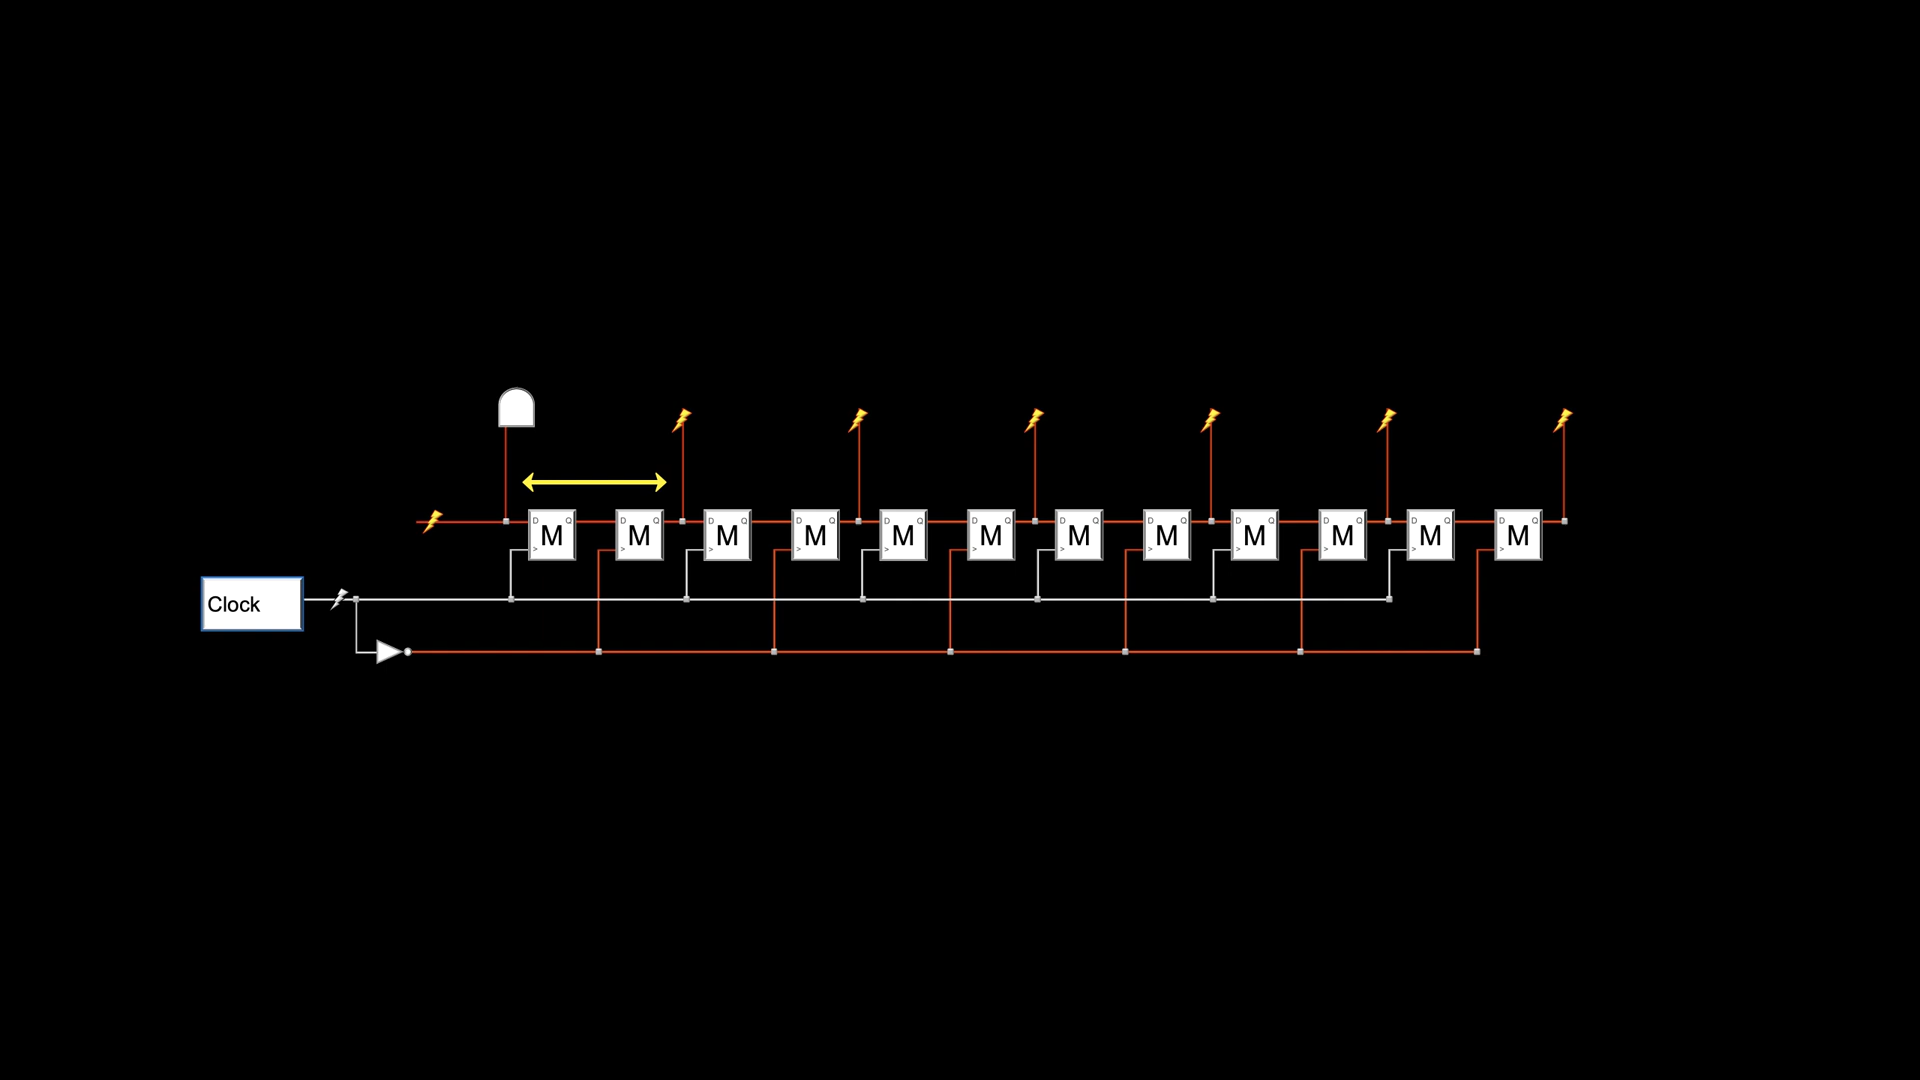 D Q D Q D Q D Q D Q D Q D Q D Q D Q D Q D Q D Q
M M M M M M M M M M M M
> > > > > > > > > > > >
Clock